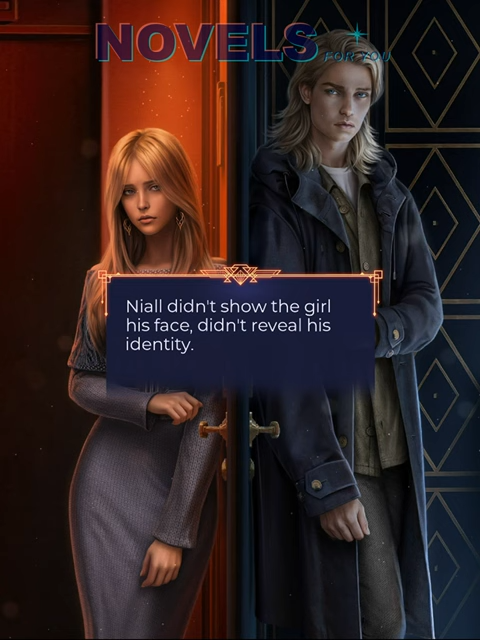 NOVELS
FOR YOU
Niall didn't show the girl
his face, didn't reveal his
identity.